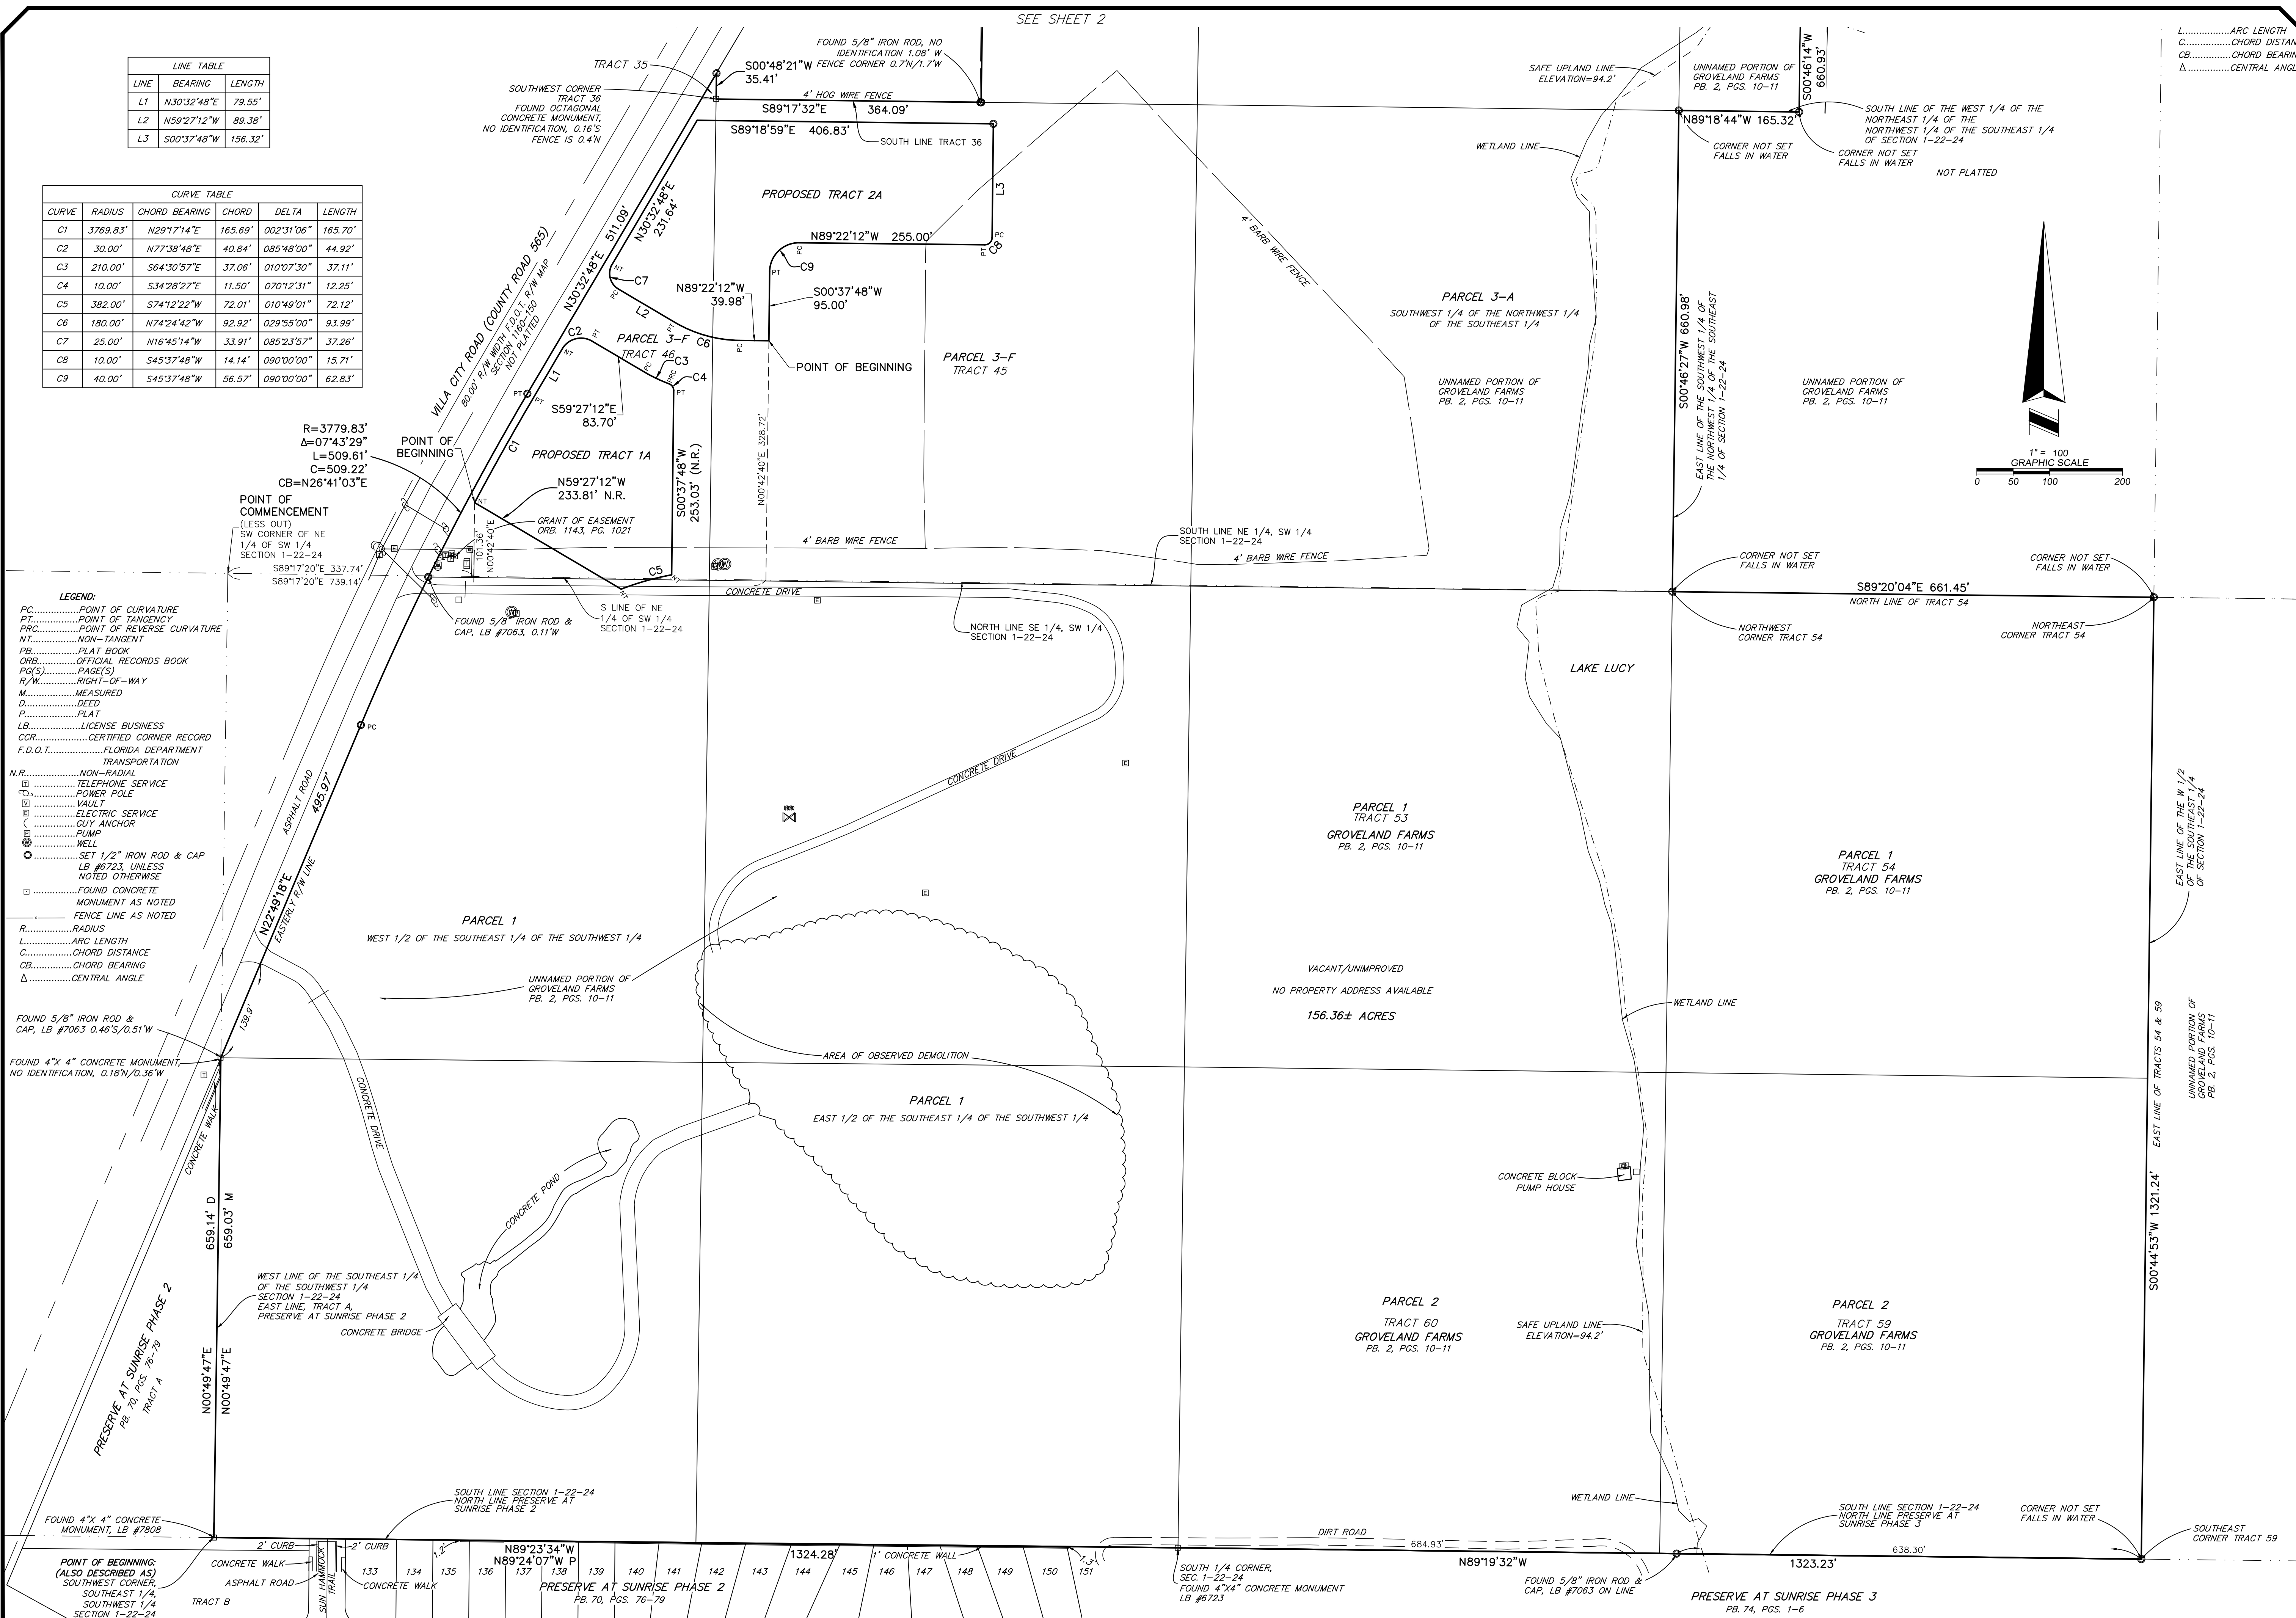 SEE SHEET 2
LINE TABLE
LINE BEARING LENGTH
L1 N30°32'48"E 79.55'
L2 N59°27'12"W 89.38'
L3 S00°37'48"W 156.32'
CURVE TABLE
CURVE RADIUS CHORD BEARING CHORD DELTA LENGTH
C1 3769.83' N29°17'14"E 165.69' 002°31'06" 165.70'
C2 30.00' N77°38'48"E 40.84' 085°48'00" 44.92'
C3 210.00' S64°30'57"E 37.06' 010°07'30" 37.11'
C4 10.00' S34°28'27"E 11.50' 070°12'31" 12.25'
C5 382.00' S74°12'22"W 72.01' 010°49'01" 72.12'
C6 180.00' N74°24'42"W 92.92' 029°55'00" 93.99'
C7 25.00' N16°45'14"W 33.91' 085°23'57" 37.26'
C8 10.00' S45°37'48"W 14.14' 090°00'00" 15.71'
C9 40.00' S45°37'48"W 56.57' 090°00'00" 62.83'
TRACT 35
SOUTHWEST CORNER
TRACT 36
FOUND OCTAGONAL
CONCRETE MONUMENT,
NO IDENTIFICATION, 0.16'S
FENCE IS 0.4'N
FOUND 5/8" IRON ROD, NO
IDENTIFICATION 1.08' W
FENCE CORNER 0.7'N/1.7'W
S00°48'21"W
35.41'
4' HOG WIRE FENCE
S89°17'32"E 364.09'
S89°18'59"E 406.83'
SOUTH LINE TRACT 36
PROPOSED TRACT 2A
L3
N30°32'48"E
231.64'
N30°32'48"E 511.09'
VILLA CITY ROAD (COUNTY ROAD 565)
80.00' R/W WIDTH F.D.O.T. R/W MAP
SECTION 1160-150
NOT PLATTED
N89°22'12"W 255.00'
PC
PT
C8
PC
PT
C9
NT
C7
PC
L2
PT
C6
PC
N89°22'12"W
39.98'
S00°37'48"W
95.00'
POINT OF BEGINNING
PARCEL 3-F
TRACT 46
C2
PT
NT
L1
PC
C3
PRC
C4
PT
PARCEL 3-F
TRACT 45
4' BARB WIRE FENCE
S59°27'12"E
83.70'
PT
PT
C1
PROPOSED TRACT 1A
N59°27'12"W
233.81' N.R.
S00°37'48"W
253.03' (N.R.)
N00°42'40"E 328.72'
R=3779.83'
Δ=07°43'29"
L=509.61'
C=509.22'
CB=N26°41'03"E
POINT OF
BEGINNING
NT
POINT OF
COMMENCEMENT
(LESS OUT)
SW CORNER OF NE
1/4 OF SW 1/4
SECTION 1-22-24
S89°17'20"E 337.74'
S89°17'20"E 739.14'
101.36'
N00°42'40"E
GRANT OF EASEMENT
ORB. 1143, PG. 1021
4' BARB WIRE FENCE
4' BARB WIRE FENCE
SOUTH LINE NE 1/4, SW 1/4
SECTION 1-22-24
C5
NT
NT
CONCRETE DRIVE
FOUND 5/8" IRON ROD &
CAP, LB #7063, 0.11'W
S LINE OF NE
1/4 OF SW 1/4
SECTION 1-22-24
NORTH LINE SE 1/4, SW 1/4
SECTION 1-22-24
SAFE UPLAND LINE
ELEVATION=94.2'
WETLAND LINE
UNNAMED PORTION OF
GROVELAND FARMS
PB. 2, PGS. 10-11
S00°46'14"W
660.93'
N89°18'44"W 165.32'
SOUTH LINE OF THE WEST 1/4 OF THE
NORTHEAST 1/4 OF THE
NORTHWEST 1/4 OF THE SOUTHEAST 1/4
OF SECTION 1-22-24
CORNER NOT SET
FALLS IN WATER
CORNER NOT SET
FALLS IN WATER
NOT PLATTED
L.................ARC LENGTH
C.................CHORD DISTAN
CB...............CHORD BEARIN
Δ ...............CENTRAL ANGL
PARCEL 3-A
SOUTHWEST 1/4 OF THE NORTHWEST 1/4
OF THE SOUTHEAST 1/4
UNNAMED PORTION OF
GROVELAND FARMS
PB. 2, PGS. 10-11
S00°46'27"W 660.98'
EAST LINE OF THE SOUTHWEST 1/4 OF
THE NORTHWEST 1/4 OF THE SOUTHEAST
1/4 OF SECTION 1-22-24
UNNAMED PORTION OF
GROVELAND FARMS
PB. 2, PGS. 10-11
1" = 100
GRAPHIC SCALE
0 50 100 200
CORNER NOT SET
FALLS IN WATER
CORNER NOT SET
FALLS IN WATER
S89°20'04"E 661.45'
NORTH LINE OF TRACT 54
NORTHWEST
CORNER TRACT 54
NORTHEAST
CORNER TRACT 54
LAKE LUCY
LEGEND:
PC...............POINT OF CURVATURE
PT...............POINT OF TANGENCY
PRC.............POINT OF REVERSE CURVATURE
NT...............NON-TANGENT
PB...............PLAT BOOK
ORB............OFFICIAL RECORDS BOOK
PG(S)..........PAGE(S)
R/W.............RIGHT-OF-WAY
M................MEASURED
D.................DEED
P.................PLAT
LB................LICENSE BUSINESS
CCR.................CERTIFIED CORNER RECORD
F.D.O.T...................FLORIDA DEPARTMENT
TRANSPORTATION
N.R..................NON-RADIAL
T ..............TELEPHONE SERVICE
..............POWER POLE
V ..............VAULT
E ..............ELECTRIC SERVICE
..............GUY ANCHOR
P ..............PUMP
W ..............WELL
..............SET 1/2" IRON ROD & CAP
LB #6723, UNLESS
NOTED OTHERWISE
..............FOUND CONCRETE
MONUMENT AS NOTED
FENCE LINE AS NOTED
R.................RADIUS
L.................ARC LENGTH
C.................CHORD DISTANCE
CB...............CHORD BEARING
Δ ...............CENTRAL ANGLE
PC
ASPHALT ROAD
495.97'
N22°49'18"E
EASTERLY R/W LINE
139.9'
CONCRETE DRIVE
E
E
E
IRR
PARCEL 1
WEST 1/2 OF THE SOUTHEAST 1/4 OF THE SOUTHWEST 1/4
UNNAMED PORTION OF
GROVELAND FARMS
PB. 2, PGS. 10-11
PARCEL 1
TRACT 53
GROVELAND FARMS
PB. 2, PGS. 10-11
VACANT/UNIMPROVED
NO PROPERTY ADDRESS AVAILABLE
156.36± ACRES
WETLAND LINE
PARCEL 1
TRACT 54
GROVELAND FARMS
PB. 2, PGS. 10-11
EAST LINE OF THE W 1/2
OF THE SOUTHEAST 1/4
OF SECTION 1-22-24
EAST LINE OF TRACTS 54 & 59
S00°44'53"W 1321.24'
UNNAMED PORTION OF
GROVELAND FARMS
PB. 2, PGS. 10-11
FOUND 5/8" IRON ROD &
CAP, LB #7063 0.46'S/0.51'W
FOUND 4"X 4" CONCRETE MONUMENT,
NO IDENTIFICATION, 0.18'N/0.36'W
T
CONCRETE WALK
CONCRETE DRIVE
AREA OF OBSERVED DEMOLITION
PARCEL 1
EAST 1/2 OF THE SOUTHEAST 1/4 OF THE SOUTHWEST 1/4
CONCRETE POND
659.14' D
659.03' M
N00°49'47"E
N00°49'47"E
WEST LINE OF THE SOUTHEAST 1/4
OF THE SOUTHWEST 1/4
SECTION 1-22-24
EAST LINE, TRACT A,
PRESERVE AT SUNRISE PHASE 2
CONCRETE BRIDGE
PRESERVE AT SUNRISE PHASE 2
PB. 70, PGS. 76-79
TRACT A
CONCRETE BLOCK
PUMP HOUSE
PARCEL 2
TRACT 60
GROVELAND FARMS
PB. 2, PGS. 10-11
SAFE UPLAND LINE
ELEVATION=94.2'
PARCEL 2
TRACT 59
GROVELAND FARMS
PB. 2, PGS. 10-11
FOUND 4"X 4" CONCRETE
MONUMENT, LB #7808
SOUTH LINE SECTION 1-22-24
NORTH LINE PRESERVE AT
SUNRISE PHASE 2
POINT OF BEGINNING:
(ALSO DESCRIBED AS)
SOUTHWEST CORNER,
SOUTHEAST 1/4,
SOUTHWEST 1/4
SECTION 1-22-24
2' CURB
2' CURB
CONCRETE WALK
ASPHALT ROAD
TRACT B
SUN HAMMOCK
TRAIL
CONCRETE WALK
1.2'
N89°23'34"W
N89°24'07"W P
1324.28'
1' CONCRETE WALL
1.3'
133 134 135 136 137 138 139 140 141 142 143 144 145 146 147 148 149 150 151
PRESERVE AT SUNRISE PHASE 2
PB. 70, PGS. 76-79
DIRT ROAD
684.93'
SOUTH 1/4 CORNER,
SEC. 1-22-24
FOUND 4"X4" CONCRETE MONUMENT
LB #6723
N89°19'32"W
1323.23'
638.30'
FOUND 5/8" IRON ROD &
CAP, LB #7063 ON LINE
WETLAND LINE
SOUTH LINE SECTION 1-22-24
NORTH LINE PRESERVE AT
SUNRISE PHASE 3
CORNER NOT SET
FALLS IN WATER
SOUTHEAST
CORNER TRACT 59
PRESERVE AT SUNRISE PHASE 3
PB. 74, PGS. 1-6